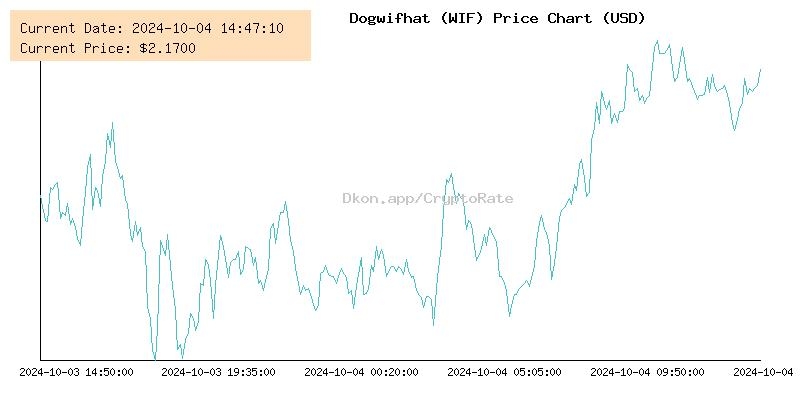 Dogwifhat (WIF) Price Chart (USD)
Current Date: 2024-10-04 14:47:10
Current Price: $2.1700
Dkon.app/CryptoRate
2024-10-03 14:50:00 2024-10-03 19:35:00 2024-10-04 00:20:00 2024-10-04 05:05:00 2024-10-04 09:50:00 2024-10-04